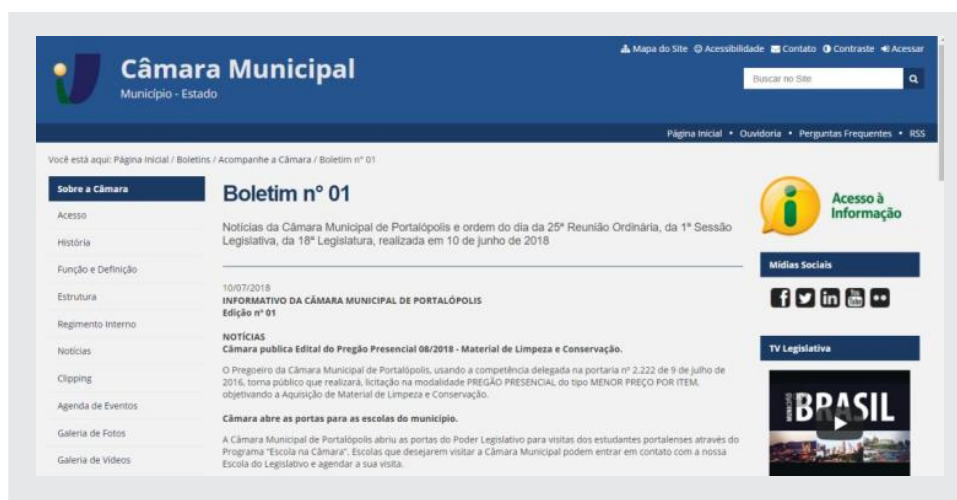 Mapa do Site Acessibilidade Contato Contraste Acessar
Câmara Municipal
Município - Estado
Buscar no Site
Página Inicial • Ouvidoria • Perguntas Frequentes • RSS
Você está aqui: Página Inicial / Boletins / Acompanhe a Câmara / Boletim n° 01
Sobre a Câmara
Acesso
História
Função e Definição
Estrutura
Regimento Interno
Notícias
Clipping
Agenda de Eventos
Galeria de Fotos
Galeria de Vídeos
Boletim n° 01
Notícias da Câmara Municipal de Portalópolis e ordem do dia da 25ª Reunião Ordinária, da 1ª Sessão
Legislativa, da 18ª Legislatura, realizada em 10 de junho de 2018
10/07/2018
INFORMATIVO DA CÂMARA MUNICIPAL DE PORTALÓPOLIS
Edição nº 01
NOTÍCIAS
Câmara publica Edital do Pregão Presencial 08/2018 - Material de Limpeza e Conservação.
O Pregoeiro da Câmara Municipal de Portalópolis, usando a competência delegada na portaria nº 2.222 de 9 de julho de
2016, torna público que realizará, licitação na modalidade PREGÃO PRESENCIAL do tipo MENOR PREÇO POR ITEM,
objetivando a Aquisição de Material de Limpeza e Conservação.
Câmara abre as portas para as escolas do município.
A Câmara Municipal de Portalópolis abriu as portas do Poder Legislativo para visitas dos estudantes portalenses através do
Programa "Escola na Câmara". Escolas que desejarem visitar a Câmara Municipal podem entrar em contato com a nossa
Escola do Legislativo e agendar a sua visita.
Acesso à
Informação
Mídias Sociais
You
Tube
TV Legislativa
BRASIL